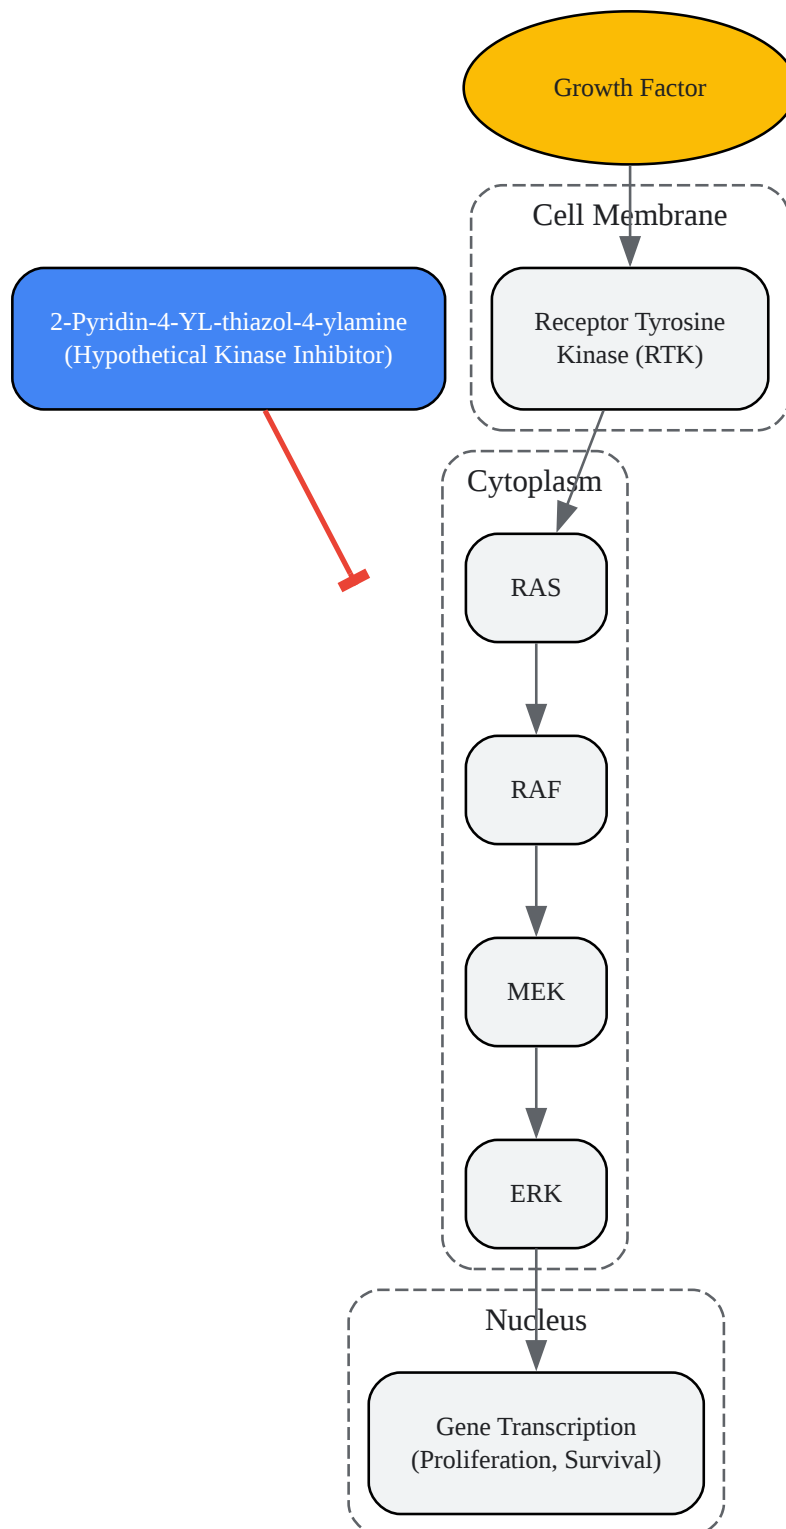 Growth Factor
Cell Membrane
2-Pyridin-4-YL-thiazol-4-ylamine
(Hypothetical Kinase Inhibitor)
Receptor Tyrosine
Kinase (RTK)
Cytoplasm
RAS
RAF
MEK
ERK
Nucleus
Gene Transcription
(Proliferation, Survival)